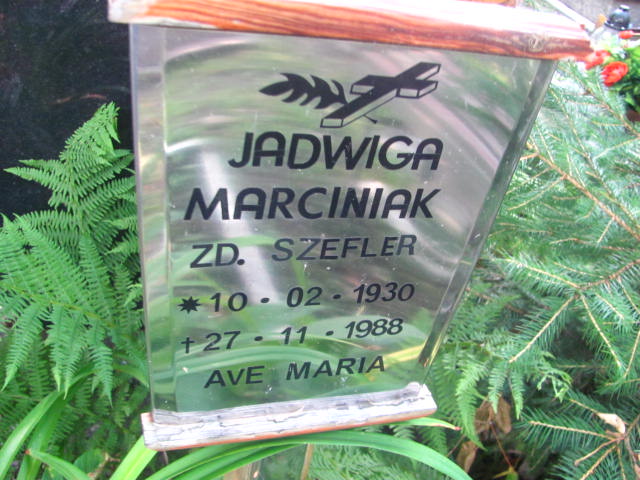 JADWIGA
MARCINIAK
ZD. SZEFLER
✷10 · 02 · 1930
†27 · 11 · 1988
AVE MARIA